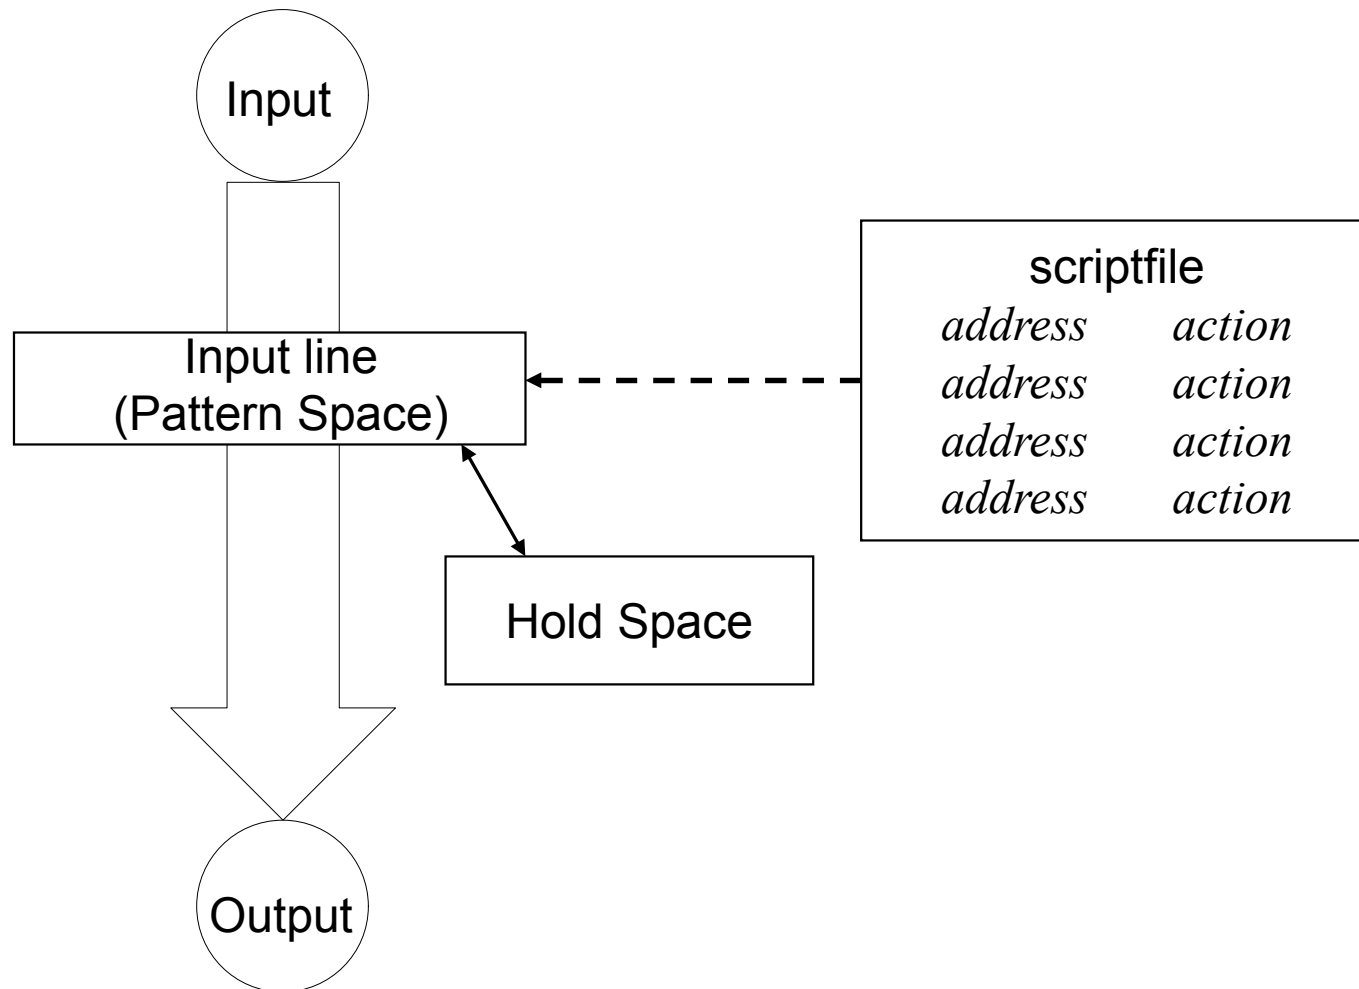 Input
Input line
(Pattern Space)
scriptfile
address action
address action
address action
address action
Hold Space
Output